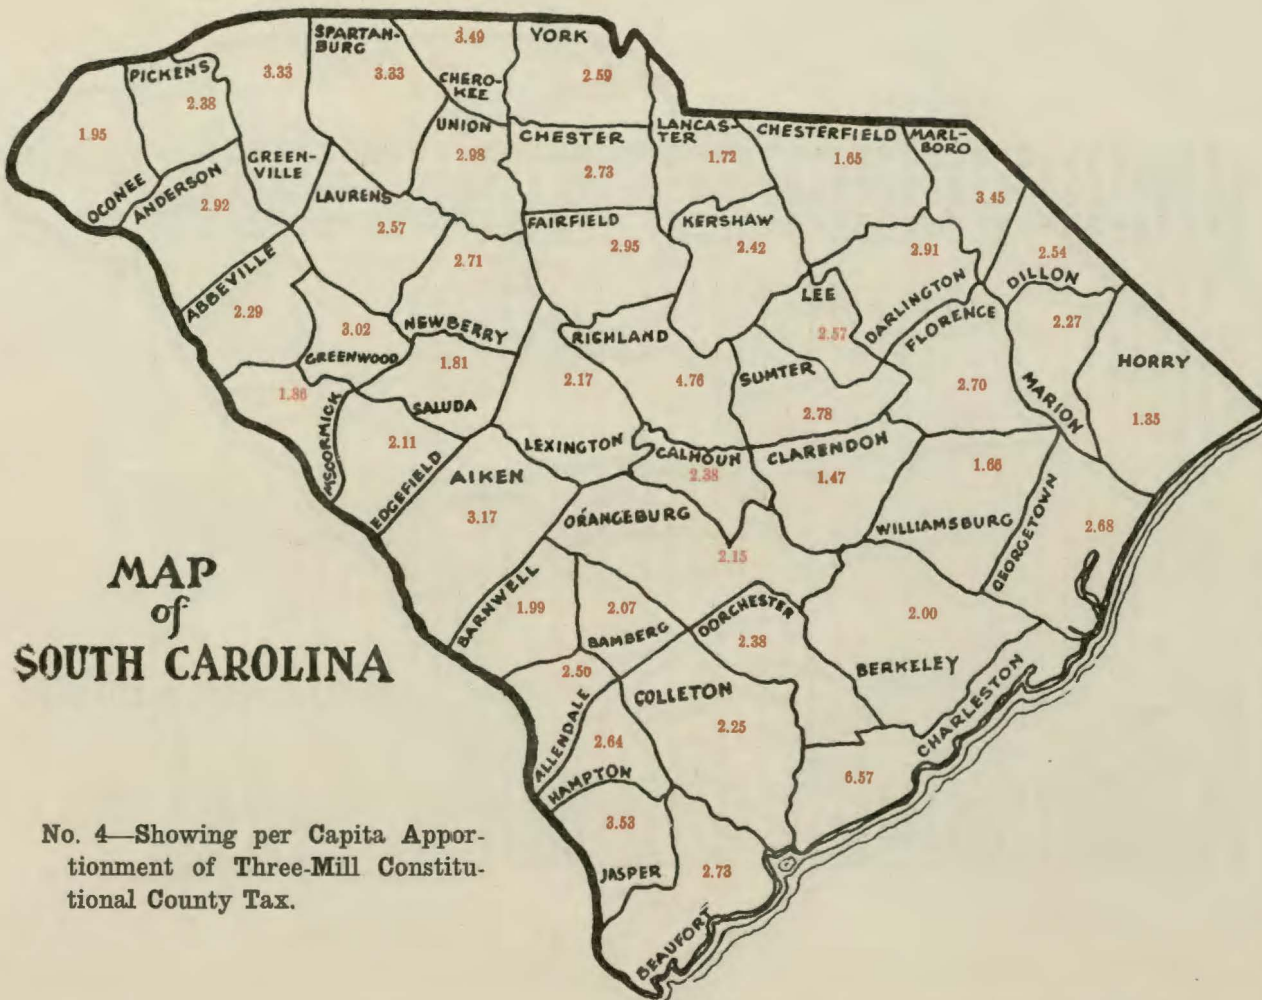 SPARTAN-
BURG
3.33
3.49
CHERO-
KEE
YORK
2.59
PICKENS
2.38
3.33
GREEN-
VILLE
1.95
OCONEE
ANDERSON
2.92
UNION
2.98
CHESTER
2.73
LANCAS-
TER
1.72
CHESTERFIELD
1.65
MARL-
BORO
3 45
LAURENS
2.57
FAIRFIELD
2.95
KERSHAW
2.42
2.91
DARLINGTON
2.54
DILLON
ABBEVILLE
2.29
2.71
NEWBERRY
3.02
GREENWOOD
LEE
2.57
FLORENCE
2.70
2.27
MARION
HORRY
1.35
RICHLAND
4.76
SUMTER
2.78
1.86
McCORMICK
1.81
SALUDA
2.17
LEXINGTON
2.11
EDGEFIELD
AIKEN
3.17
CALHOUN
2.38
CLARENDON
1.47
1.66
WILLIAMSBURG
GEORGETOWN
2.68
ORANGEBURG
2.15
MAP
of
SOUTH CAROLINA
BARNWELL
1.99
2.07
BAMBERG
DORCHESTER
2.38
2.00
BERKELEY
2.50
ALLENDALE
COLLETON
2.25
CHARLESTON
6.57
2.64
HAMPTON
3.53
JASPER
2.73
BEAUFORT
No. 4—Showing per Capita Appor-
tionment of Three-Mill Constitu-
tional County Tax.